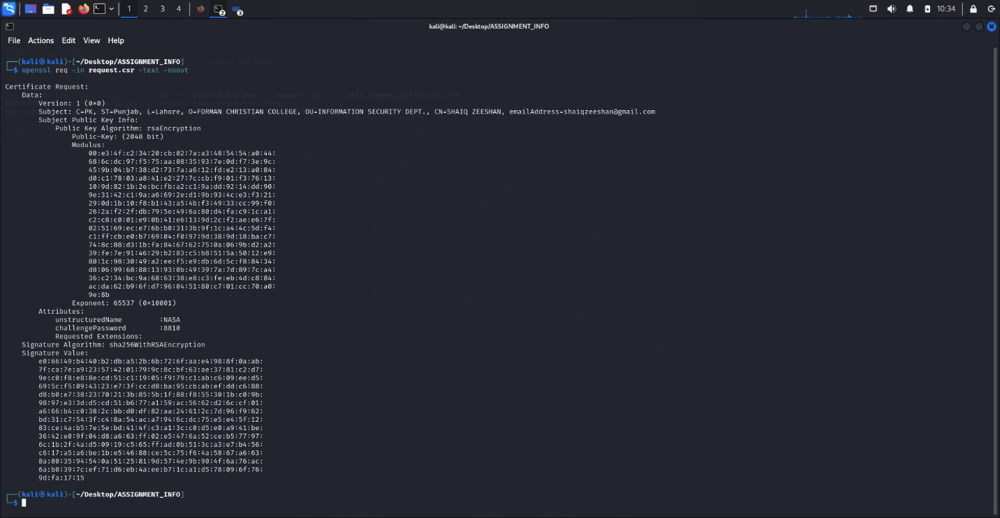 1 2 3 4 2 3 10:34
kali@kali: ~/Desktop/ASSIGNMENT_INFO
File Actions Edit View Help
┌──(kali㉿kali)-[~/Desktop/ASSIGNMENT_INFO]
└─$ openssl req -in request.csr -text -noout
Certificate Request:
Data:
Version: 1 (0×0)
Subject: C=PK, ST=Punjab, L=Lahore, O=FORMAN CHRISTIAN COLLEGE, OU=INFORMATION SECURITY DEPT., CN=SHAIQ ZEESHAN, emailAddress=shaiqzeeshan@gmail.com
Subject Public Key Info:
Public Key Algorithm: rsaEncryption
Public-Key: (2048 bit)
Modulus:
00:e3:4f:c2:34:20:cb:02:7a:a3:48:54:54:a0:44:
68:6c:dc:97:f5:75:aa:08:35:93:7e:0d:f7:3e:9c:
45:9b:04:b7:38:d2:73:7a:a6:12:fd:e2:13:a0:84:
d0:c1:78:03:a8:41:e2:27:7c:cb:f9:01:f3:76:13:
10:9d:82:1b:2e:bc:fb:a2:c1:9a:dd:92:14:dd:90:
9e:31:42:c1:9a:a6:69:2e:d1:9b:93:4c:e3:f3:21:
29:0d:1b:10:f8:b1:43:a5:4b:f3:49:33:cc:99:f0:
26:2a:f2:2f:db:79:5e:49:6a:80:d4:fa:c9:1c:a1:
c2:c8:c0:01:e9:0b:41:e6:13:9d:2c:f2:ae:e6:7f:
02:51:69:ec:e7:6b:b0:31:3b:9f:1c:a4:4c:5d:f4:
c1:ff:cb:e0:b7:69:04:f0:97:9d:38:9d:18:ba:c7:
74:8c:88:d3:1b:fa:84:67:62:75:0a:06:9b:d2:a2:
39:fe:7e:91:46:29:b2:83:c5:b8:51:5a:50:12:e9:
80:1c:98:30:49:a2:ee:f5:e9:db:6d:5c:f8:84:34:
d8:06:99:68:88:13:93:0b:49:39:7a:7d:89:7c:a4:
36:c2:34:bc:9a:68:63:38:e8:c3:fe:eb:4d:c8:84:
ac:da:62:b9:6f:d7:96:04:51:80:c7:01:cc:70:a0:
9e:8b
Exponent: 65537 (0×10001)
Attributes:
unstructuredName :NASA
challengePassword :8810
Requested Extensions:
Signature Algorithm: sha256WithRSAEncryption
Signature Value:
e0:66:49:b4:40:b2:db:a5:2b:6b:72:6f:aa:e4:98:8f:0a:ab:
7f:ca:7e:a9:23:57:42:01:79:9c:8c:bf:63:ae:37:81:c2:d7:
9e:c0:f8:e8:8e:cd:51:c1:19:05:f9:79:c1:ab:c6:09:ee:d5:
69:5c:f5:09:43:23:e7:3f:cc:d8:ba:95:cb:ab:ef:dd:c6:88:
d8:b0:e7:38:23:70:21:3b:85:5b:1f:88:f8:55:30:1b:c0:9b:
98:97:e3:3d:d5:cd:51:b6:77:a1:59:ac:56:62:d2:6c:cf:01:
a6:66:b4:c0:38:2c:bb:d0:df:82:aa:24:61:2c:7d:96:f9:62:
bd:31:c7:54:3f:c4:8a:54:ac:a7:94:6c:dc:75:e5:e4:5f:12:
83:ce:4a:b5:7e:5e:bd:41:4f:c3:a1:3c:c0:d5:e0:a9:41:be:
36:42:e0:9f:04:d8:a6:63:ff:02:e5:47:6a:52:ce:b5:77:97:
6c:1b:2f:4a:d5:09:19:c5:65:ff:ad:0b:51:3c:a3:e7:b4:56:
c6:17:a5:a6:be:1b:e5:46:88:ce:5c:75:f6:4a:58:67:a6:63:
8a:00:35:94:54:0a:51:25:81:9d:57:4e:9b:90:4f:6a:76:ac:
6a:b0:39:7c:ef:71:d6:eb:4a:ee:b7:1c:a1:d5:78:09:6f:76:
9d:fa:17:15
┌──(kali㉿kali)-[~/Desktop/ASSIGNMENT_INFO]
└─$